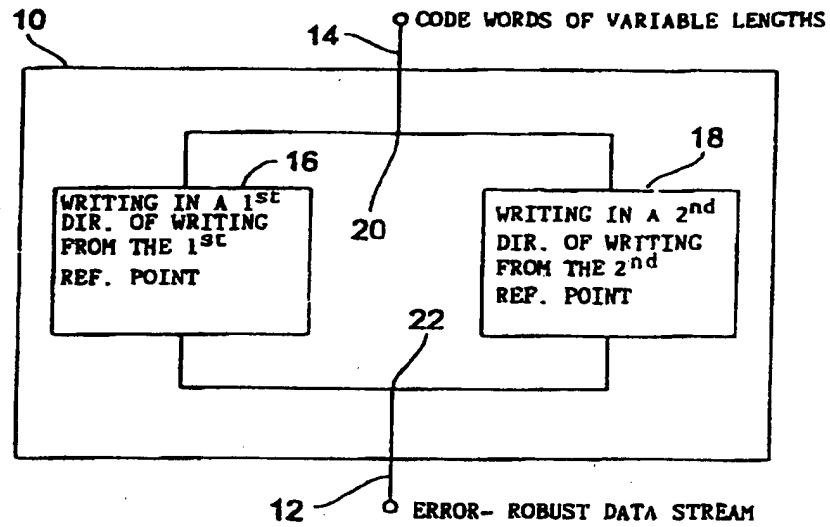 10
14
CODE WORDS OF VARIABLE LENGTHS
16
WRITING IN A 1st
DIR. OF WRITING
FROM THE 1st
REF. POINT
18
WRITING IN A 2nd
DIR. OF WRITING
FROM THE 2nd
REF. POINT
20
22
12
ERROR- ROBUST DATA STREAM